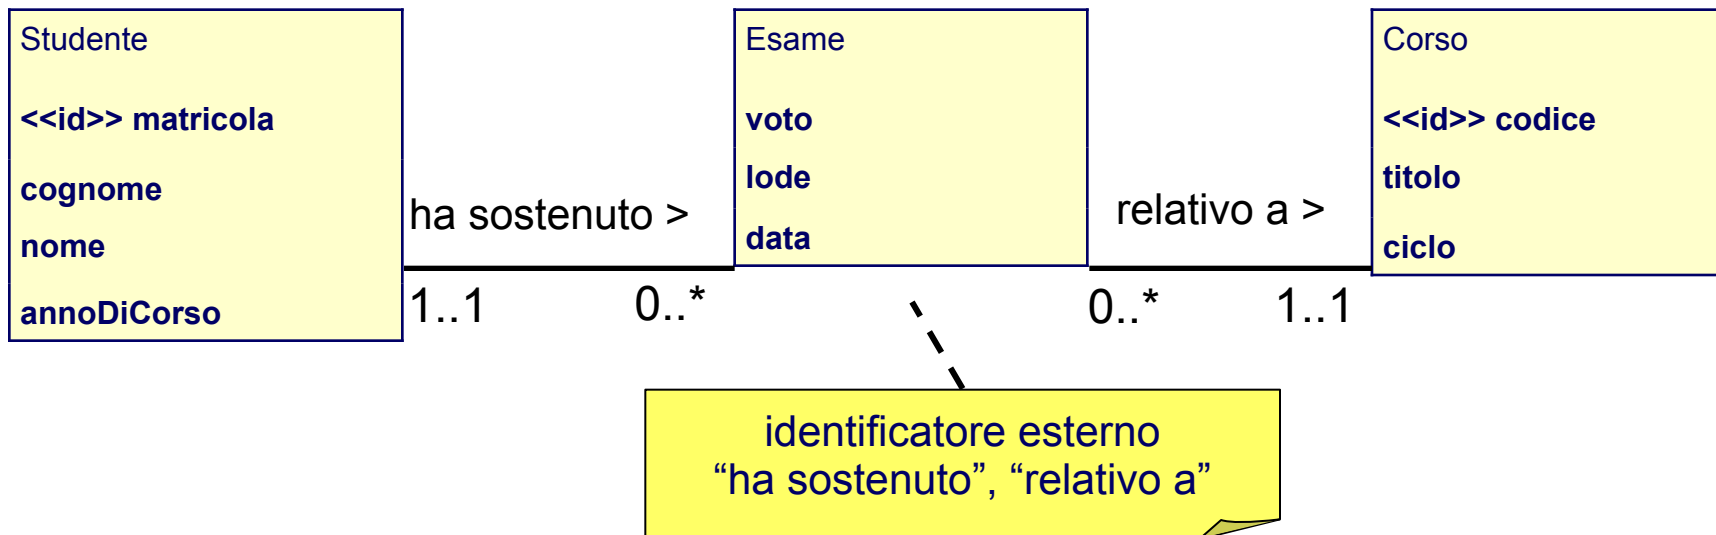 Studente
<<id>> matricola
cognome
nome
annoDiCorso
ha sostenuto >
1..1
0..*
Esame
voto
lode
data
relativo a >
0..*
1..1
Corso
<<id>> codice
titolo
ciclo
identificatore esterno
“ha sostenuto”, “relativo a”